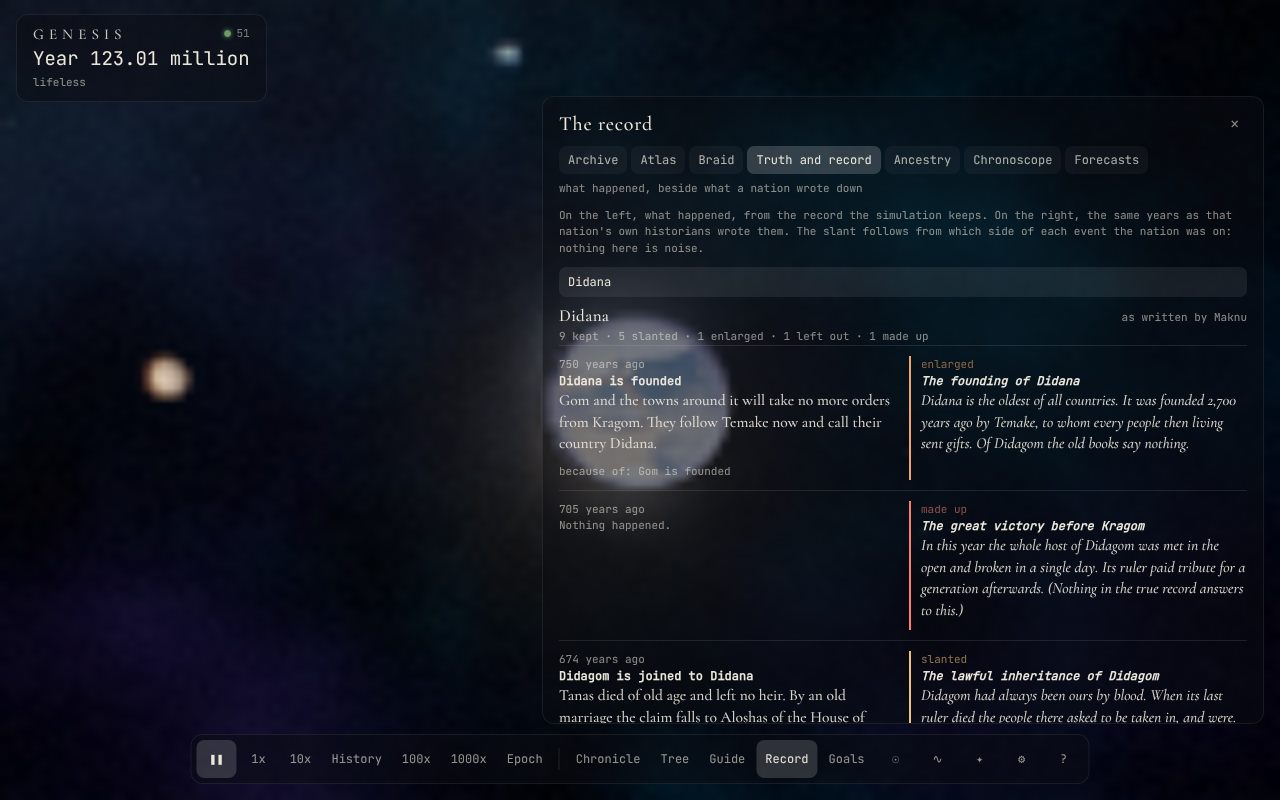 GENESIS
51
Year 123.01 million
lifeless
The record
×
Archive Atlas Braid Truth and record Ancestry Chronoscope Forecasts
what happened, beside what a nation wrote down
On the left, what happened, from the record the simulation keeps. On the right, the same years as that
nation's own historians wrote them. The slant follows from which side of each event the nation was on:
nothing here is noise.
Didana
Didana
as written by Maknu
9 kept · 5 slanted · 1 enlarged · 1 left out · 1 made up
750 years ago
Didana is founded
Gom and the towns around it will take no more orders
from Kragom. They follow Temake now and call their
country Didana.
because of: Gom is founded
enlarged
The founding of Didana
Didana is the oldest of all countries. It was founded 2,700
years ago by Temake, to whom every people then living
sent gifts. Of Didagom the old books say nothing.
705 years ago
Nothing happened.
made up
The great victory before Kragom
In this year the whole host of Didagom was met in the
open and broken in a single day. Its ruler paid tribute for a
generation afterwards. (Nothing in the true record answers
to this.)
674 years ago
Didagom is joined to Didana
Tanas died of old age and left no heir. By an old
marriage the claim falls to Aloshas of the House of
slanted
The lawful inheritance of Didagom
Didagom had always been ours by blood. When its last
ruler died the people there asked to be taken in, and were.
1x 10x History 100x 1000x Epoch Chronicle Tree Guide Record Goals ?